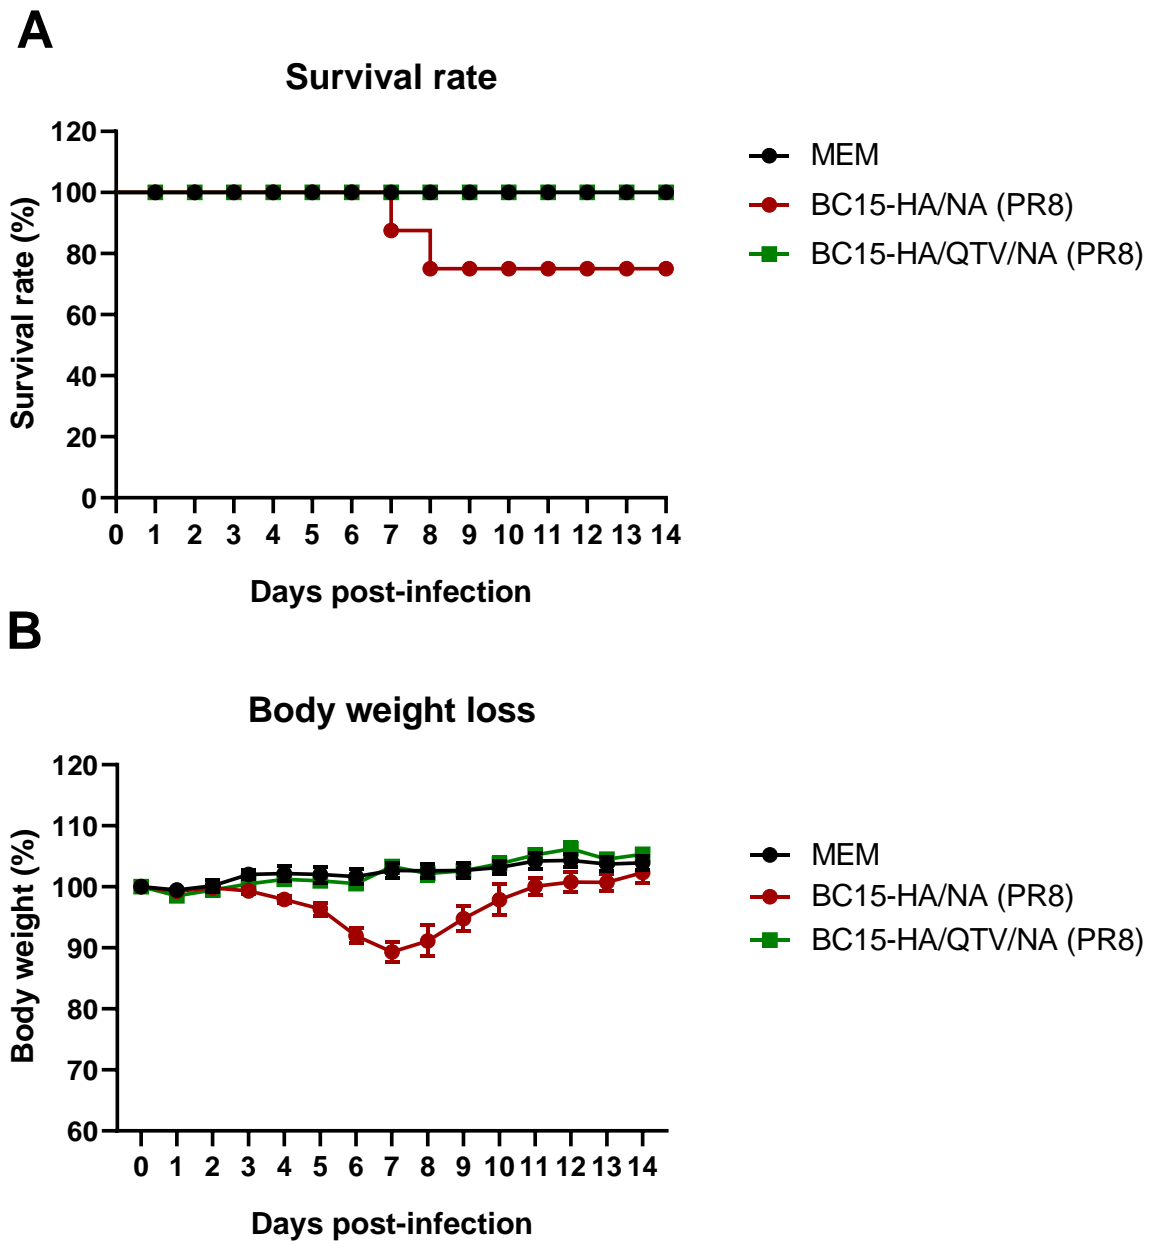 A
Survival rate
120
100
80
60
40
20
0
Survival rate (%)
0 1 2 3 4 5 6 7 8 9 10 11 12 13 14
Days post-infection
MEM
BC15-HA/NA (PR8)
BC15-HA/QTV/NA (PR8)
B
Body weight loss
120
110
100
90
80
70
60
Body weight (%)
0 1 2 3 4 5 6 7 8 9 10 11 12 13 14
Days post-infection
MEM
BC15-HA/NA (PR8)
BC15-HA/QTV/NA (PR8)